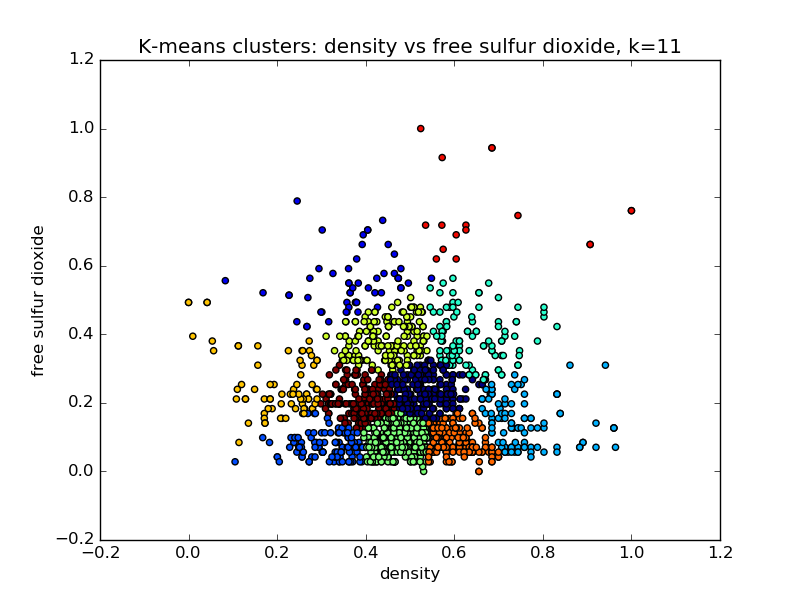 K-means clusters: density vs free sulfur dioxide, k=11
1.2
1.0
0.8
0.6
0.4
0.2
0.0
−0.2
free sulfur dioxide
−0.2 0.0 0.2 0.4 0.6 0.8 1.0 1.2
density